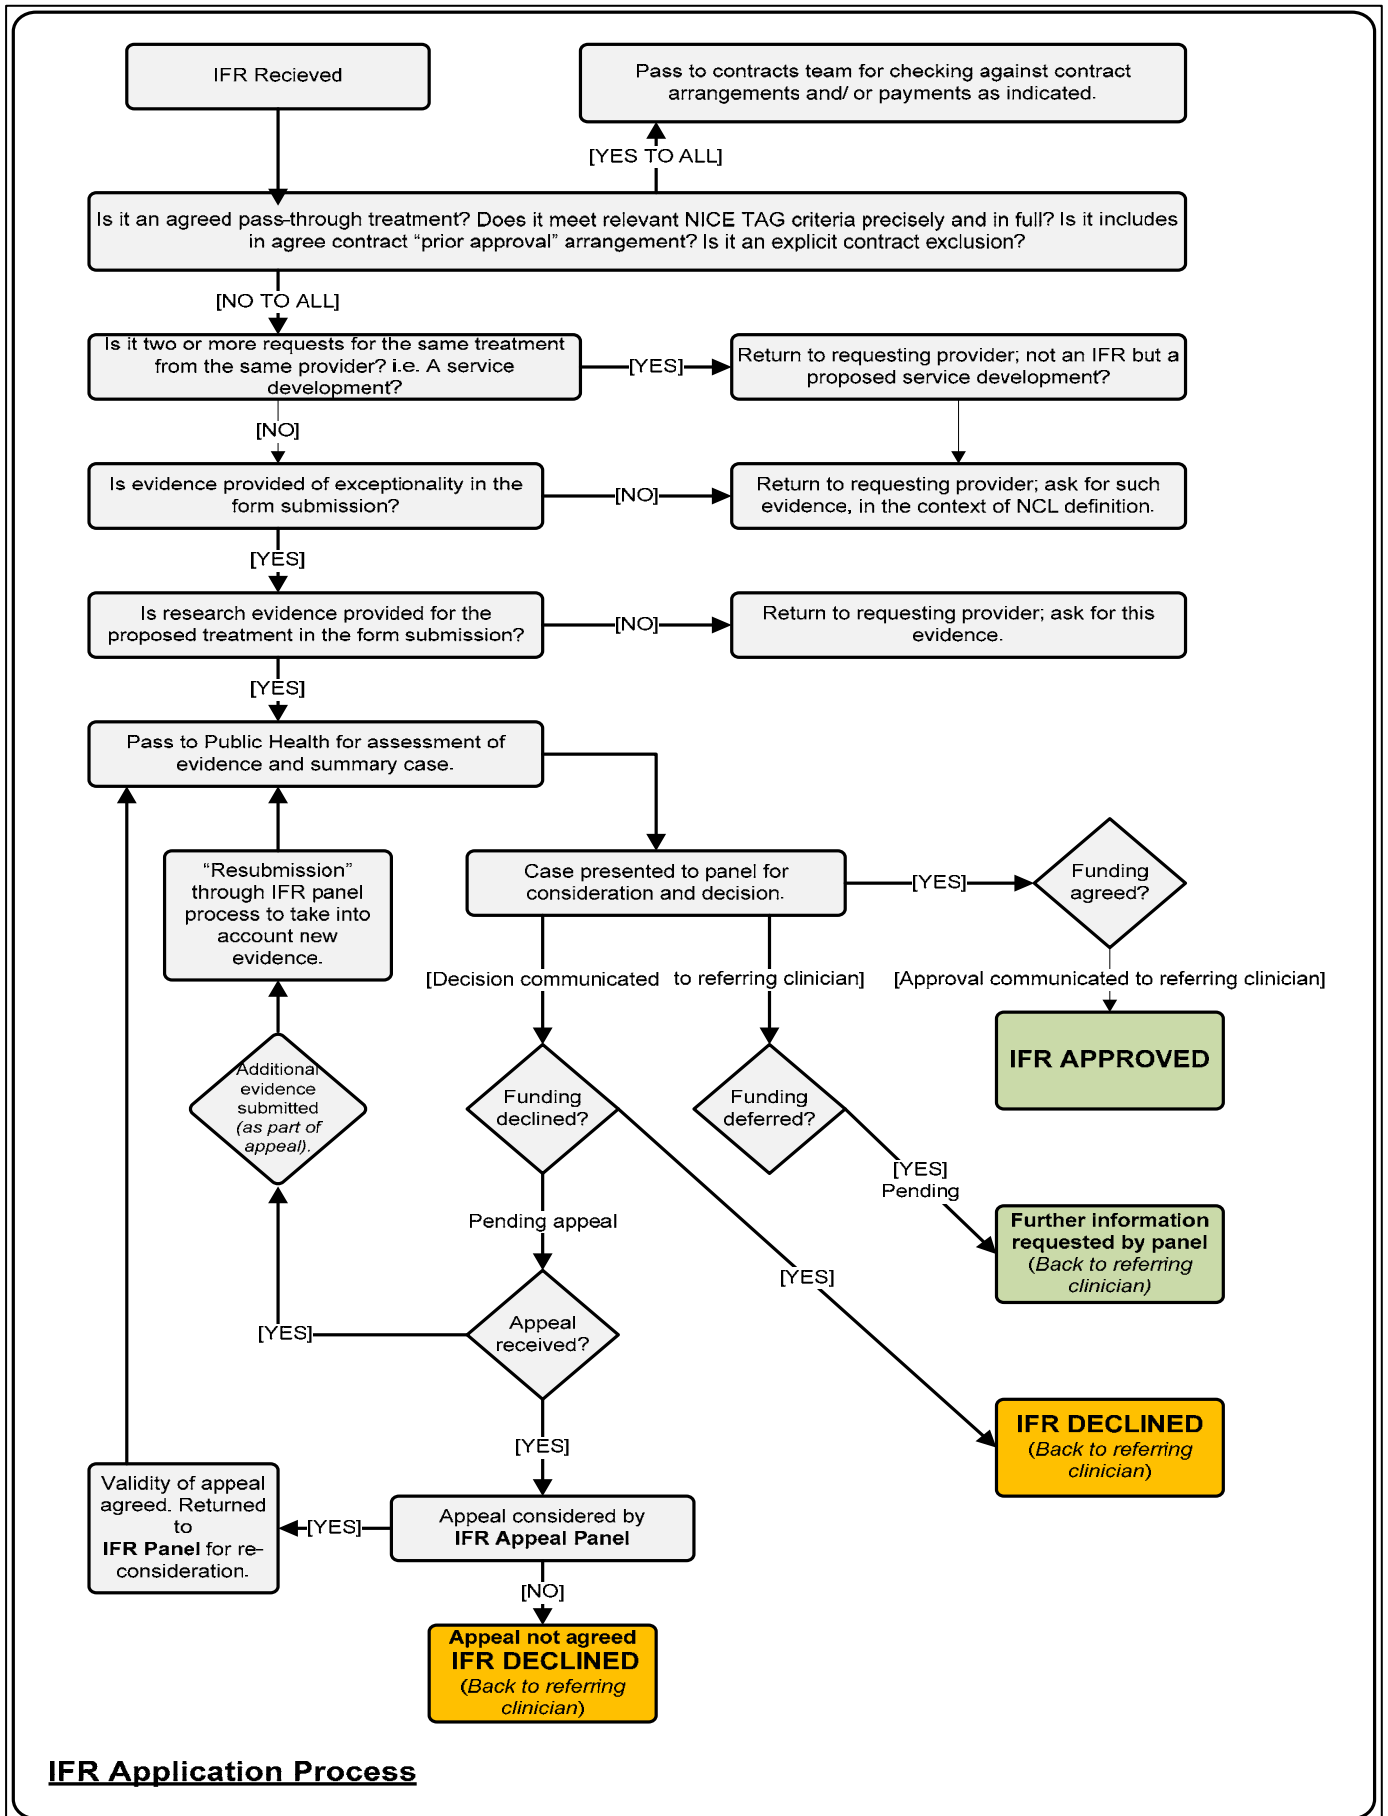 IFR Recieved
Pass to contracts team for checking against contract
arrangements and/ or payments as indicated.
[YES TO ALL]
Is it an agreed pass-through treatment? Does it meet relevant NICE TAG criteria precisely and in full? Is it includes
in agree contract “prior approval” arrangement? Is it an explicit contract exclusion?
[NO TO ALL]
Is it two or more requests for the same treatment
from the same provider? i.e. A service
development?
[YES]
Return to requesting provider; not an IFR but a
proposed service development?
[NO]
Is evidence provided of exceptionality in the
form submission?
[NO]
Return to requesting provider; ask for such
evidence, in the context of NCL definition.
[YES]
Is research evidence provided for the
proposed treatment in the form submission?
[NO]
Return to requesting provider; ask for this
evidence.
[YES]
Pass to Public Health for assessment of
evidence and summary case.
“Resubmission”
through IFR panel
process to take into
account new
evidence.
Case presented to panel for
consideration and decision.
[YES]
Funding
agreed?
[Decision communicated
to referring clinician]
[Approval communicated to referring clinician]
IFR APPROVED
Additional
evidence
submitted
(as part of
appeal).
Funding
declined?
Funding
deferred?
[YES]
Pending
Pending appeal
Further information
requested by panel
(Back to referring
clinician)
[YES]
[YES]
Appeal
received?
[YES]
IFR DECLINED
(Back to referring
clinician)
Validity of appeal
agreed. Returned
to
IFR Panel for re-
consideration.
[YES]
Appeal considered by
IFR Appeal Panel
[NO]
Appeal not agreed
IFR DECLINED
(Back to referring
clinician)
IFR Application Process